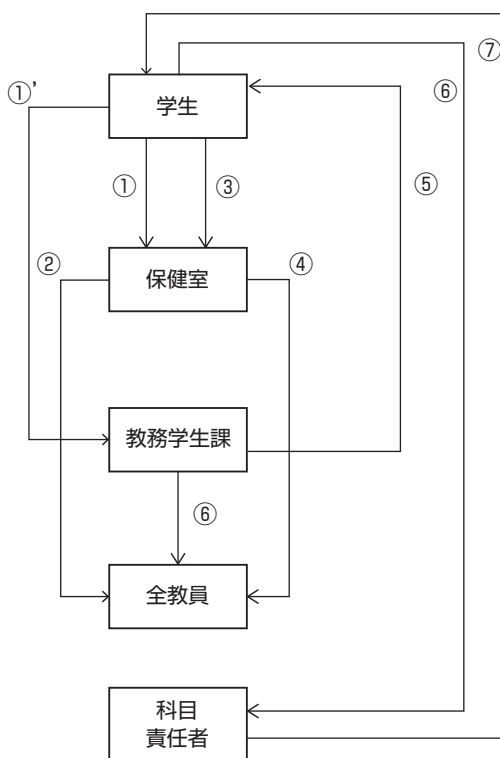 ⑦
①’
学生
⑥
①
③
⑤
②
保健室
④
教務学生課
⑥
全教員
科目
責任者